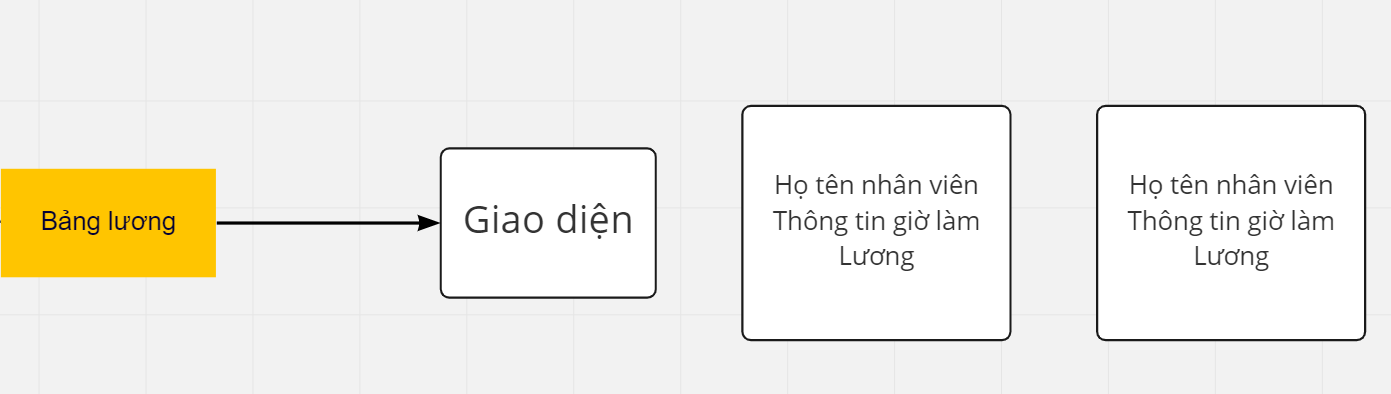 Bảng lương
Giao diện
Họ tên nhân viên
Thông tin giờ làm
Lương
Họ tên nhân viên
Thông tin giờ làm
Lương